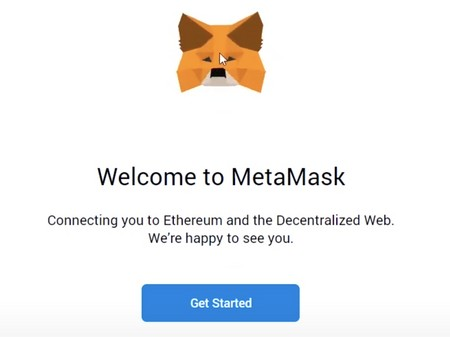 Welcome to MetaMask
Connecting you to Ethereum and the Decentralized Web.
We're happy to see you.
Get Started